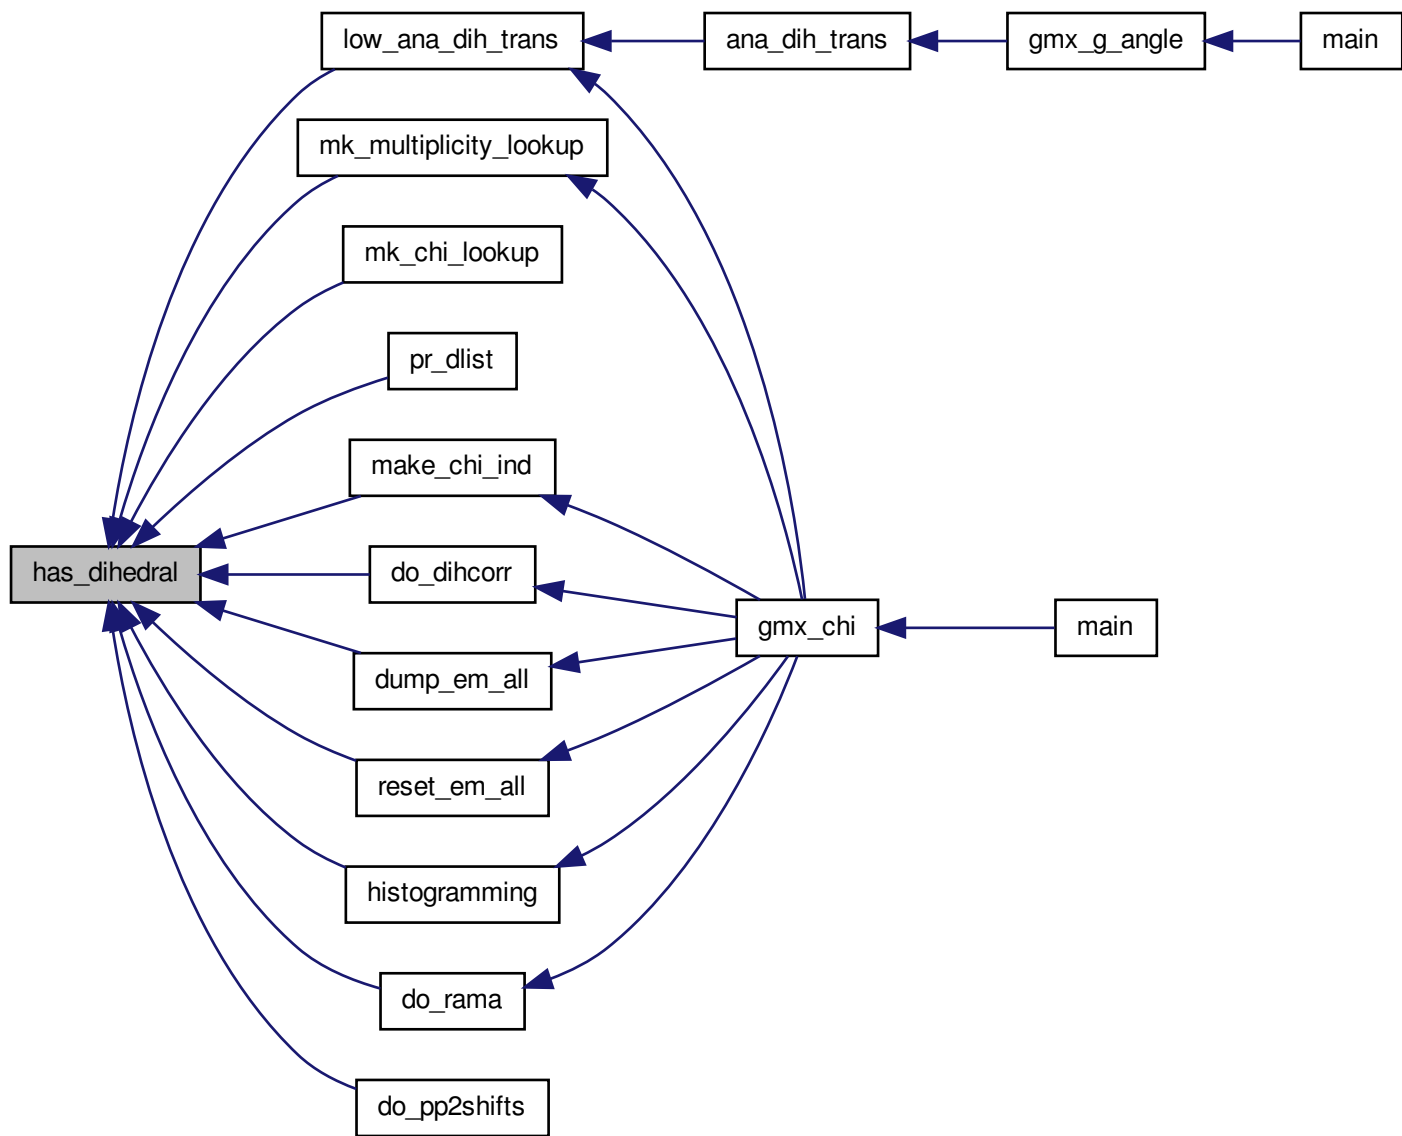 low_ana_dih_trans
ana_dih_trans
gmx_g_angle
main
mk_multiplicity_lookup
mk_chi_lookup
pr_dlist
make_chi_ind
has_dihedral
do_dihcorr
gmx_chi
main
dump_em_all
reset_em_all
histogramming
do_rama
do_pp2shifts